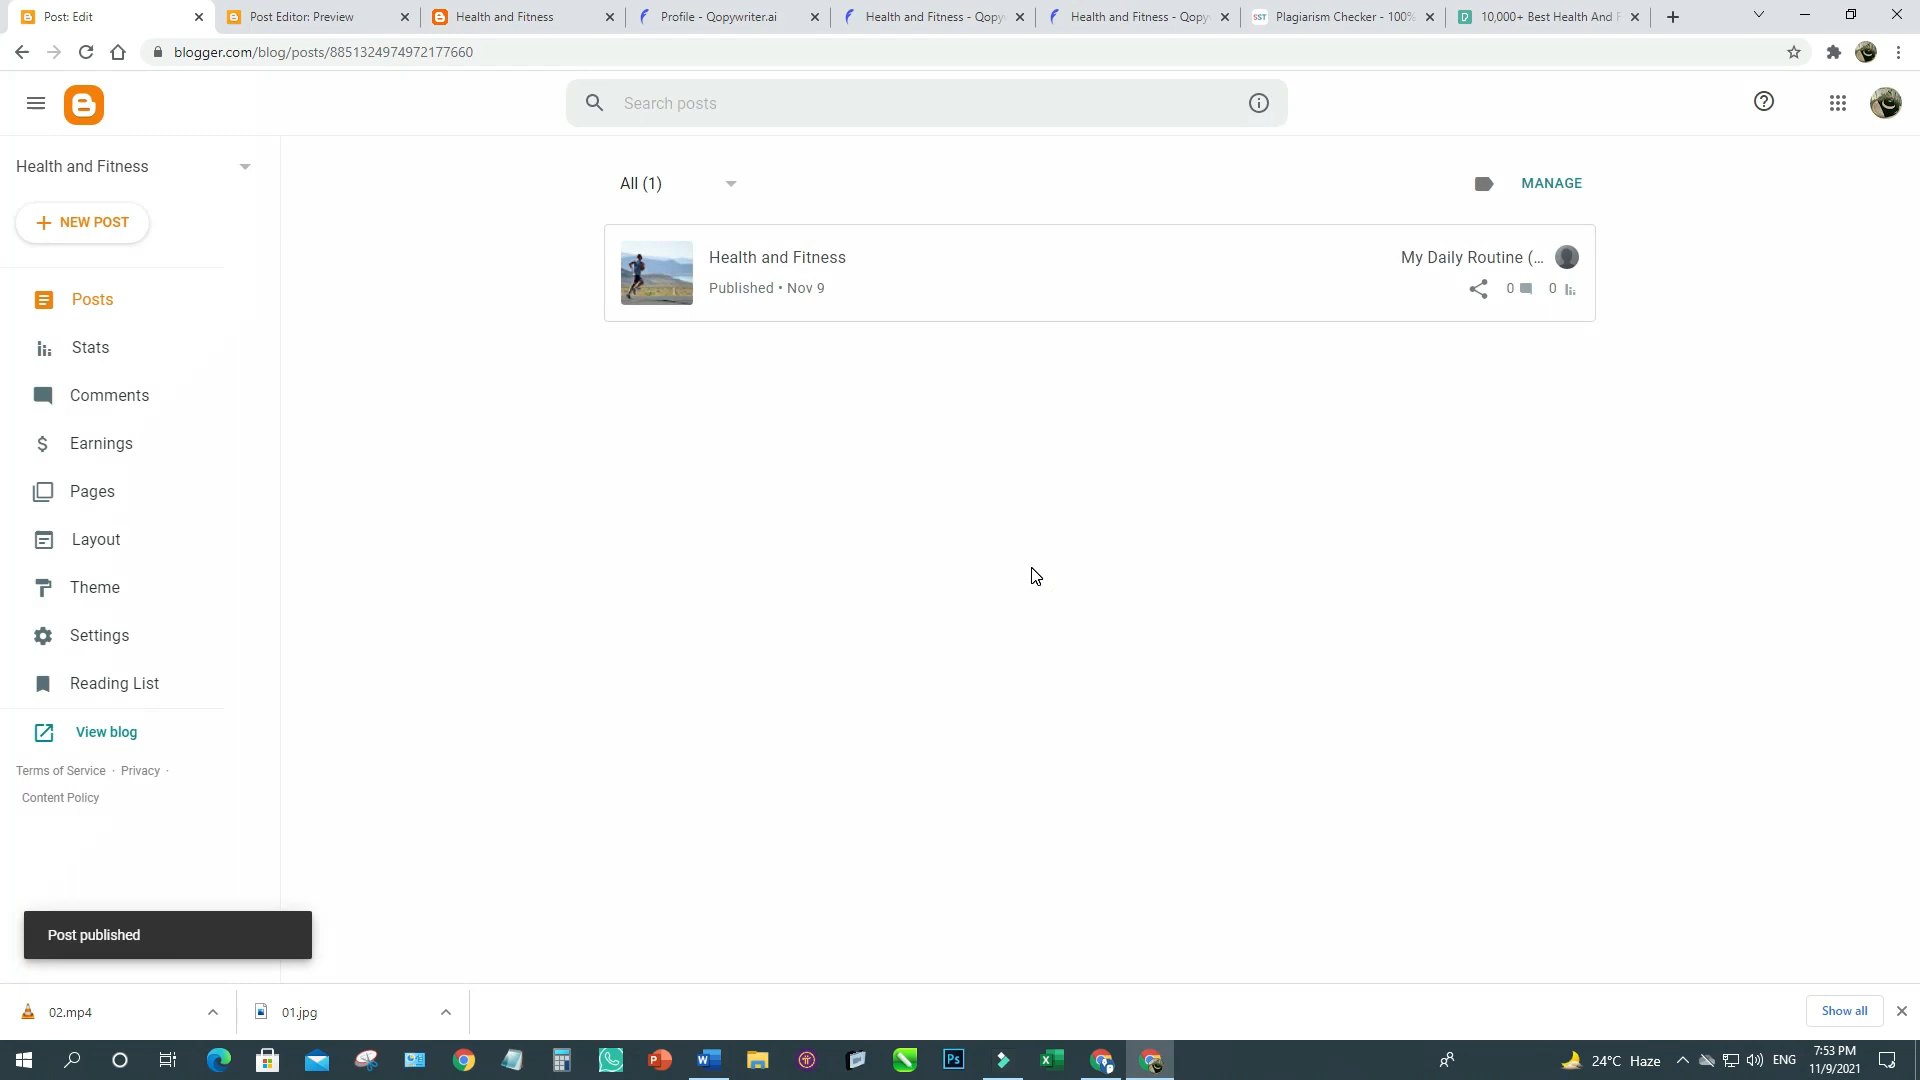 Post: Edit
Post Editor: Preview
Health and Fitness
Profile - Qopywriter.ai
Health and Fitness - Qopy
Health and Fitness - Qopy
SST Plagiarism Checker - 100%
10,000+ Best Health And F
blogger.com/blog/posts/8851324974972177660
Search posts
Health and Fitness
NEW POST
Posts
Stats
Comments
Earnings
Pages
Layout
Theme
Settings
Reading List
View blog
Terms of Service · Privacy ·
Content Policy
All (1)
MANAGE
Health and Fitness
My Daily Routine (...
Published • Nov 9
0
0
Post published
02.mp4
01.jpg
Show all
24°C Haze
ENG
7:53 PM
11/9/2021